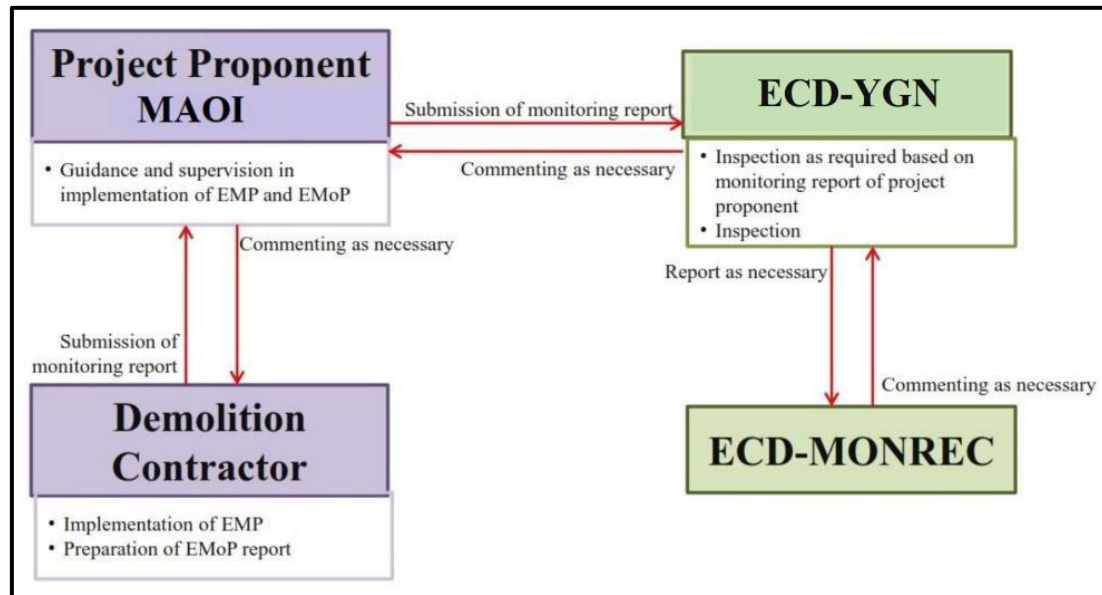 Project Proponent
MAOI
• Guidance and supervision in
implementation of EMP and EMoP
Submission of monitoring report
Commenting as necessary
ECD-YGN
• Inspection as required based on
monitoring report of project
proponent
• Inspection
Commenting as necessary
Submission of
monitoring report
Report as necessary
Commenting as necessary
Demolition
Contractor
• Implementation of EMP
• Preparation of EMoP report
ECD-MONREC